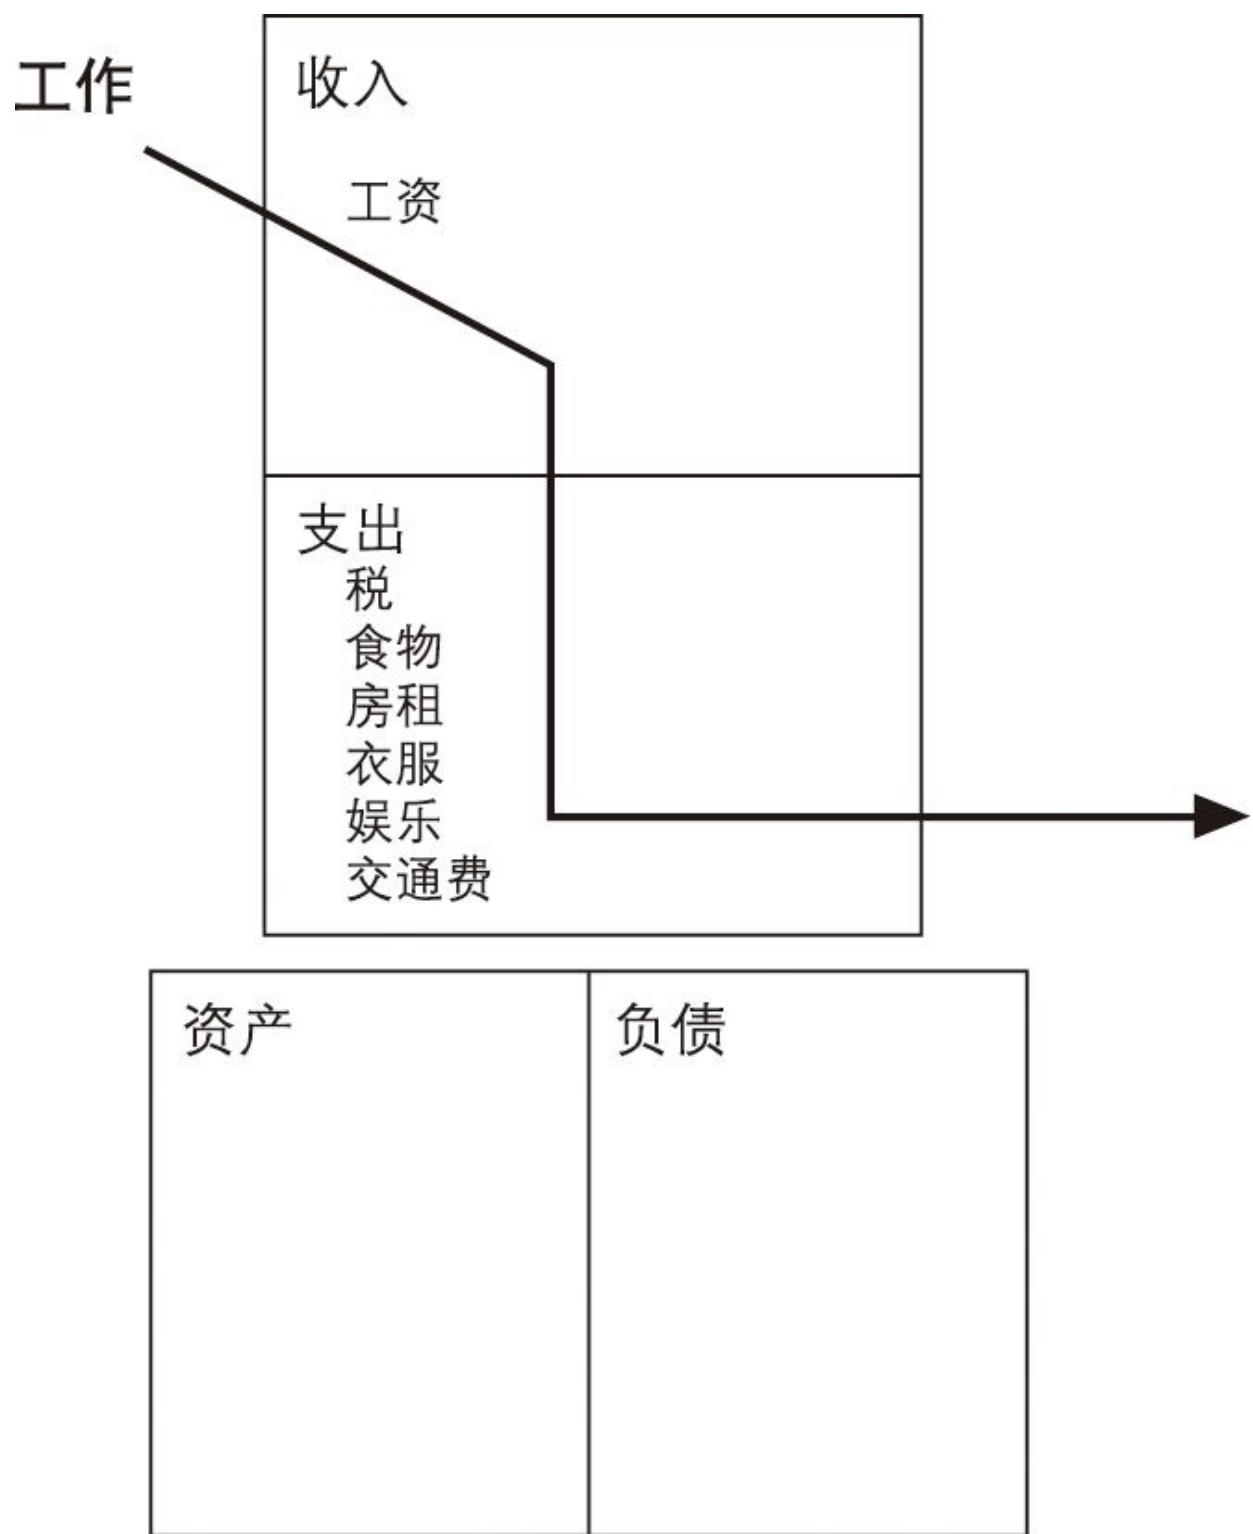 工作
收入
工资
支出
税
食物
房租
衣服
娱乐
交通费
资产
负债